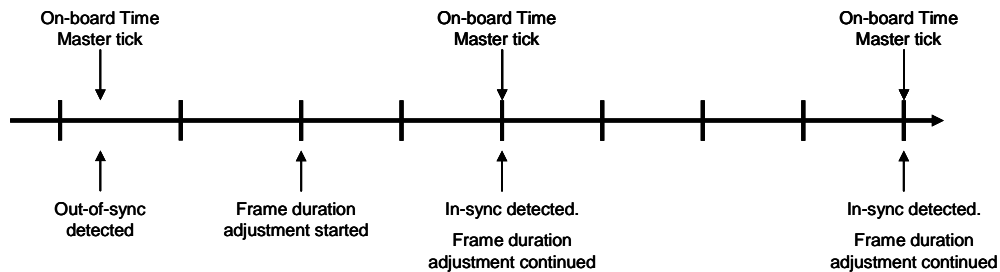 On-board Time
Master tick
On-board Time
Master tick
On-board Time
Master tick
Out-of-sync
detected
Frame duration
adjustment started
In-sync detected.
Frame duration
adjustment continued
In-sync detected.
Frame duration
adjustment continued